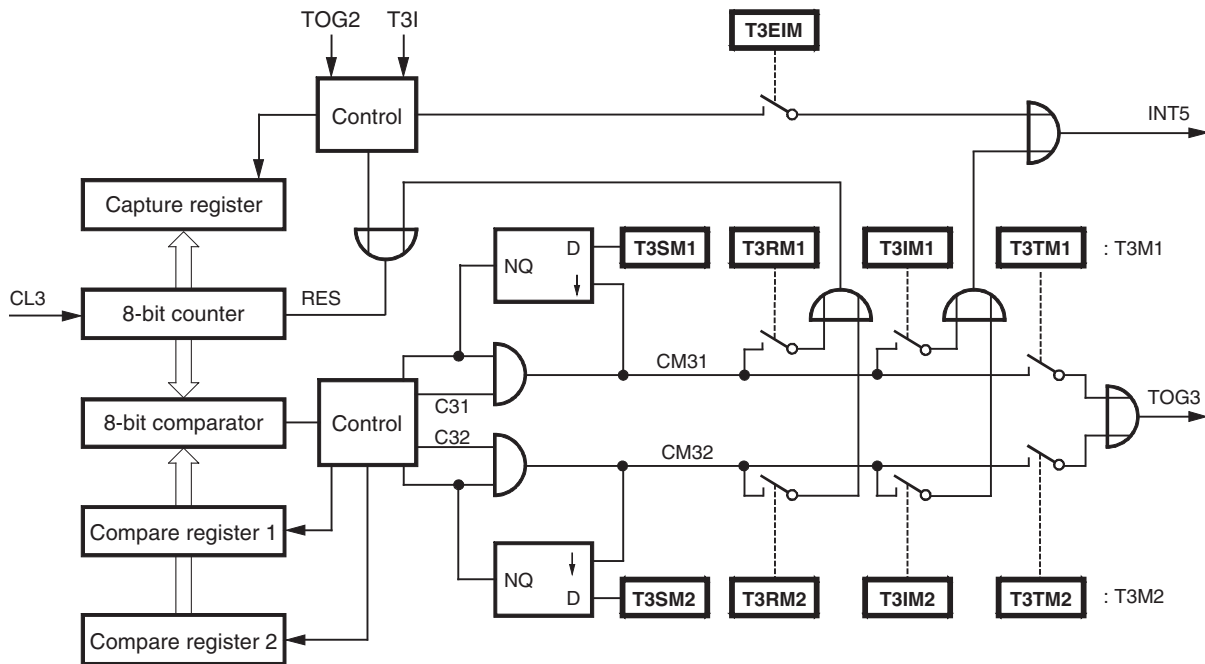 TOG2
T3I
T3EIM
Control
INT5
Capture register
T3SM1
T3RM1
T3IM1
T3TM1
: T3M1
D
NQ
CL3
8-bit counter
RES
CM31
C31
TOG3
8-bit comparator
Control
C32
CM32
Compare register 1
NQ
D
T3SM2
T3RM2
T3IM2
T3TM2
: T3M2
Compare register 2